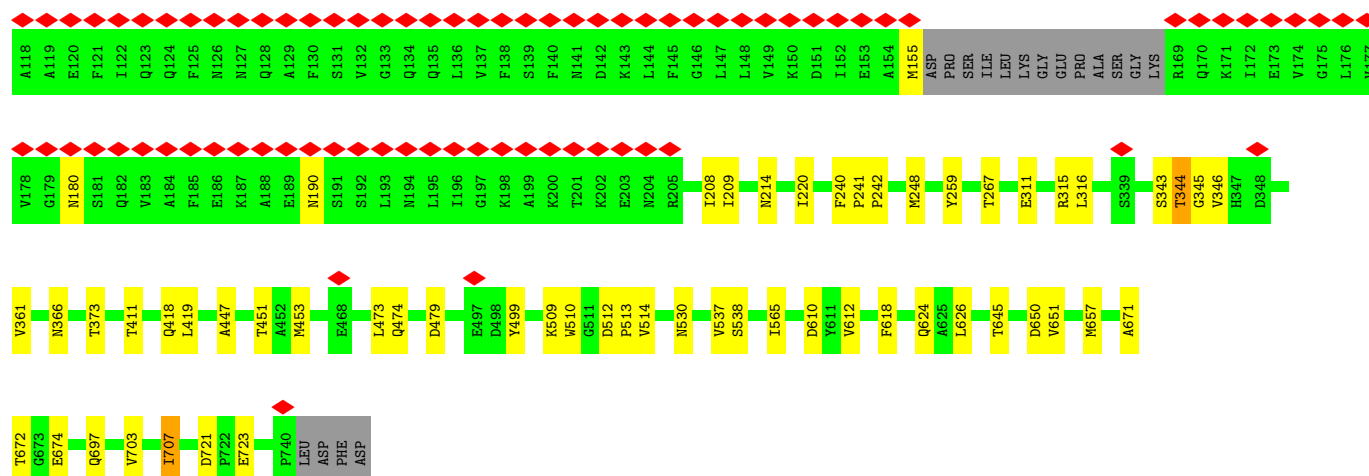 A118 A119 E120 F121 I122 Q123 Q124 F125 N126 N127 Q128 A129 F130 S131 V132 G133 Q134 Q135 L136 V137 F138 S139 F140 N141 D142 K143 L144 F145 G146 L147 L148 V149 K150 D151 I152 E153 A154 M155 ASP PRO SER ILE LEU LYS GLY GLU PRO ALA SER GLY LYS R169 Q170 K171 I172 E173 V174 G175 L176 V177
V178 G179 N180 S181 Q182 V183 A184 F185 E186 K187 A188 E189 N190 S191 S192 L193 N194 L195 I196 G197 K198 A199 K200 T201 K202 E203 N204 R205 I208 I209 N214 I220 F240 P241 P242 M248 Y259 T267 E311 R315 L316 S339 S343 T344 G345 V346 H347 D348
V361 N366 T373 T411 Q418 L419 A447 T451 A452 M453 E468 L473 Q474 D479 E497 D498 Y499 K509 W510 G511 D512 P513 V514 N530 V537 S538 I565 D610 Y611 V612 F618 Q624 A625 L626 T645 D650 V651 M657 A671
T672 G673 E674 Q697 V703 I707 D721 P722 E723 P740 LEU ASP PHE ASP